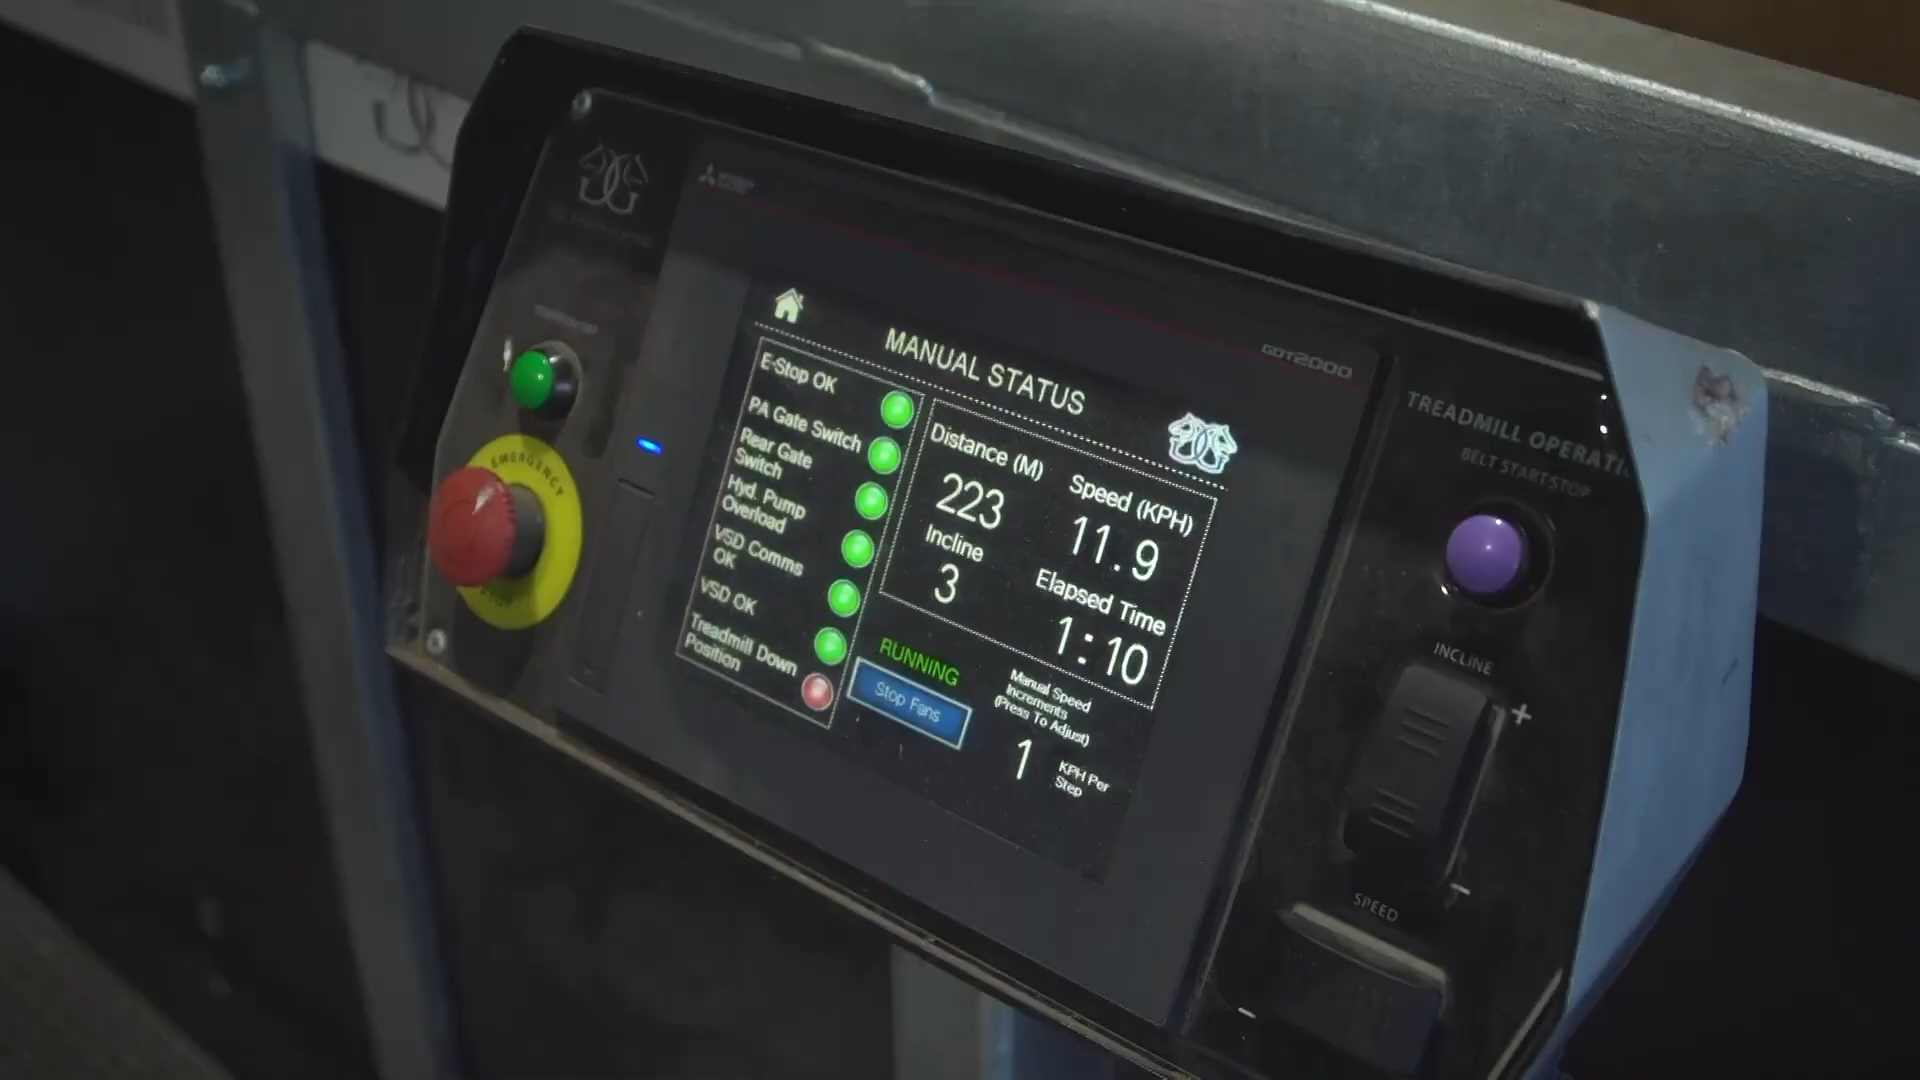 GOT2000
EMERGENCY
MANUAL STATUS
E-Stop OK
PA Gate Switch
Rear Gate
Switch
Hyd. Pump
Overload
VSD Comms
OK
VSD OK
Treadmill Down
Position
Distance (M)
223
Speed (KPH)
11.9
Incline
3
Elapsed Time
1:10
RUNNING
Stop Fans
Manual Speed
Increments
(Press To Adjust)
1
KPH Per
Step
TREADMILL OPERATI
BELT START STOP
INCLINE
+
-
SPEED